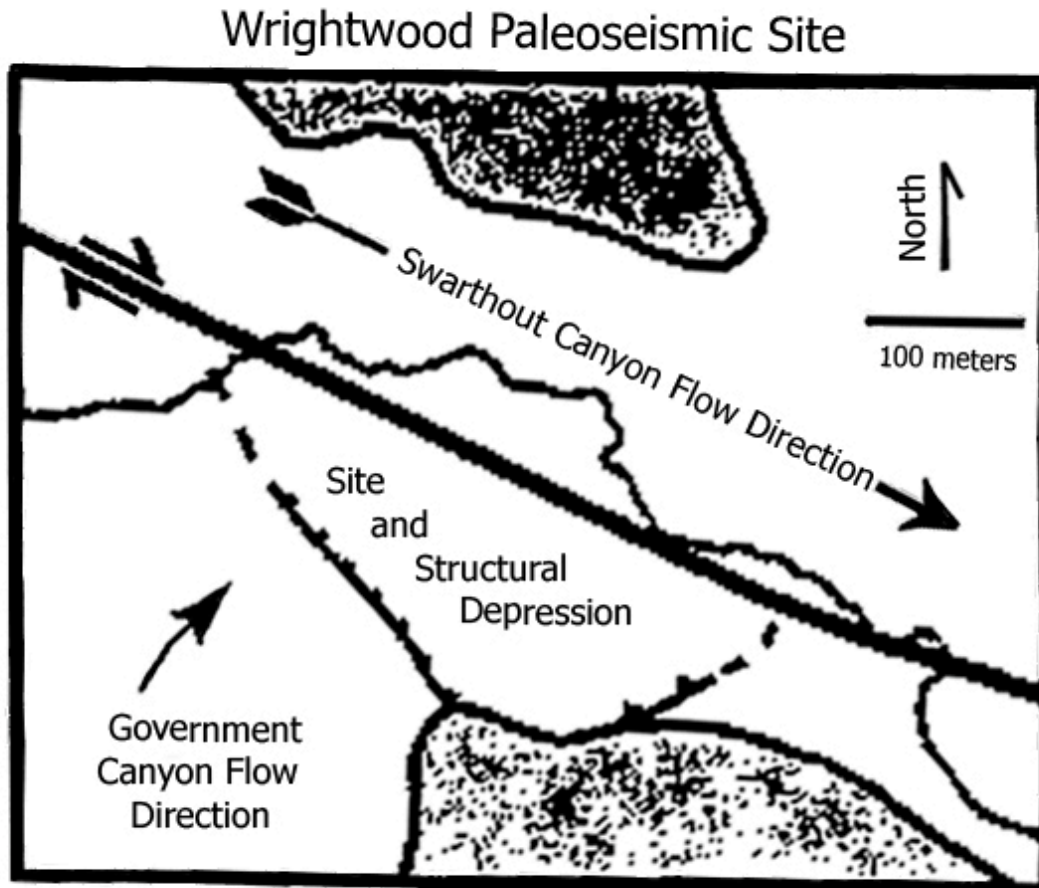 Wrightwood Paleoseismic Site
North
100 meters
Swarthout Canyon Flow Direction
Site
and
Structural
Depression
Government
Canyon Flow
Direction